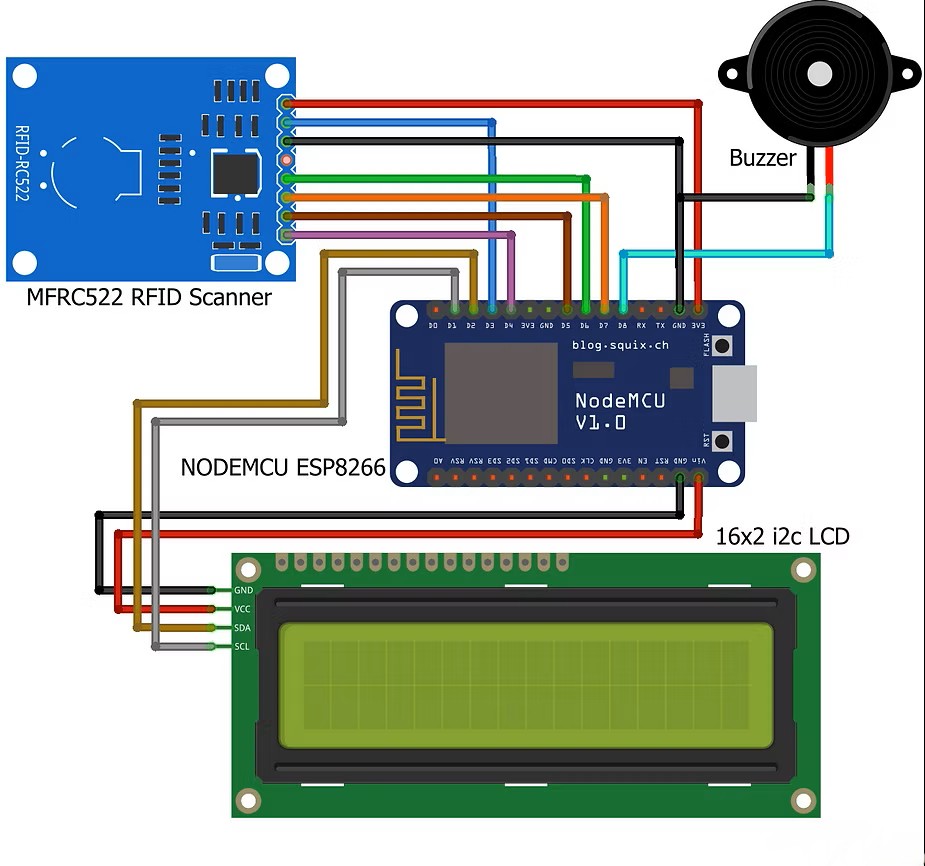 Buzzer
RFID-RC522
MFRC522 RFID Scanner
D0 D1 D2 D3 D4 3V3 GND D5 D6 D7 D8 RX TX GND 3V3
blog.squix.ch
FLASH
NodeMCU
V1.0
RST
NODEMCU ESP8266
A0 RSV RSV SD3 SD2 SD1 CMD SD0 CLK GND 3V3 EN RST GND Vin
16x2 i2c LCD
GND
VCC
SDA
SCL